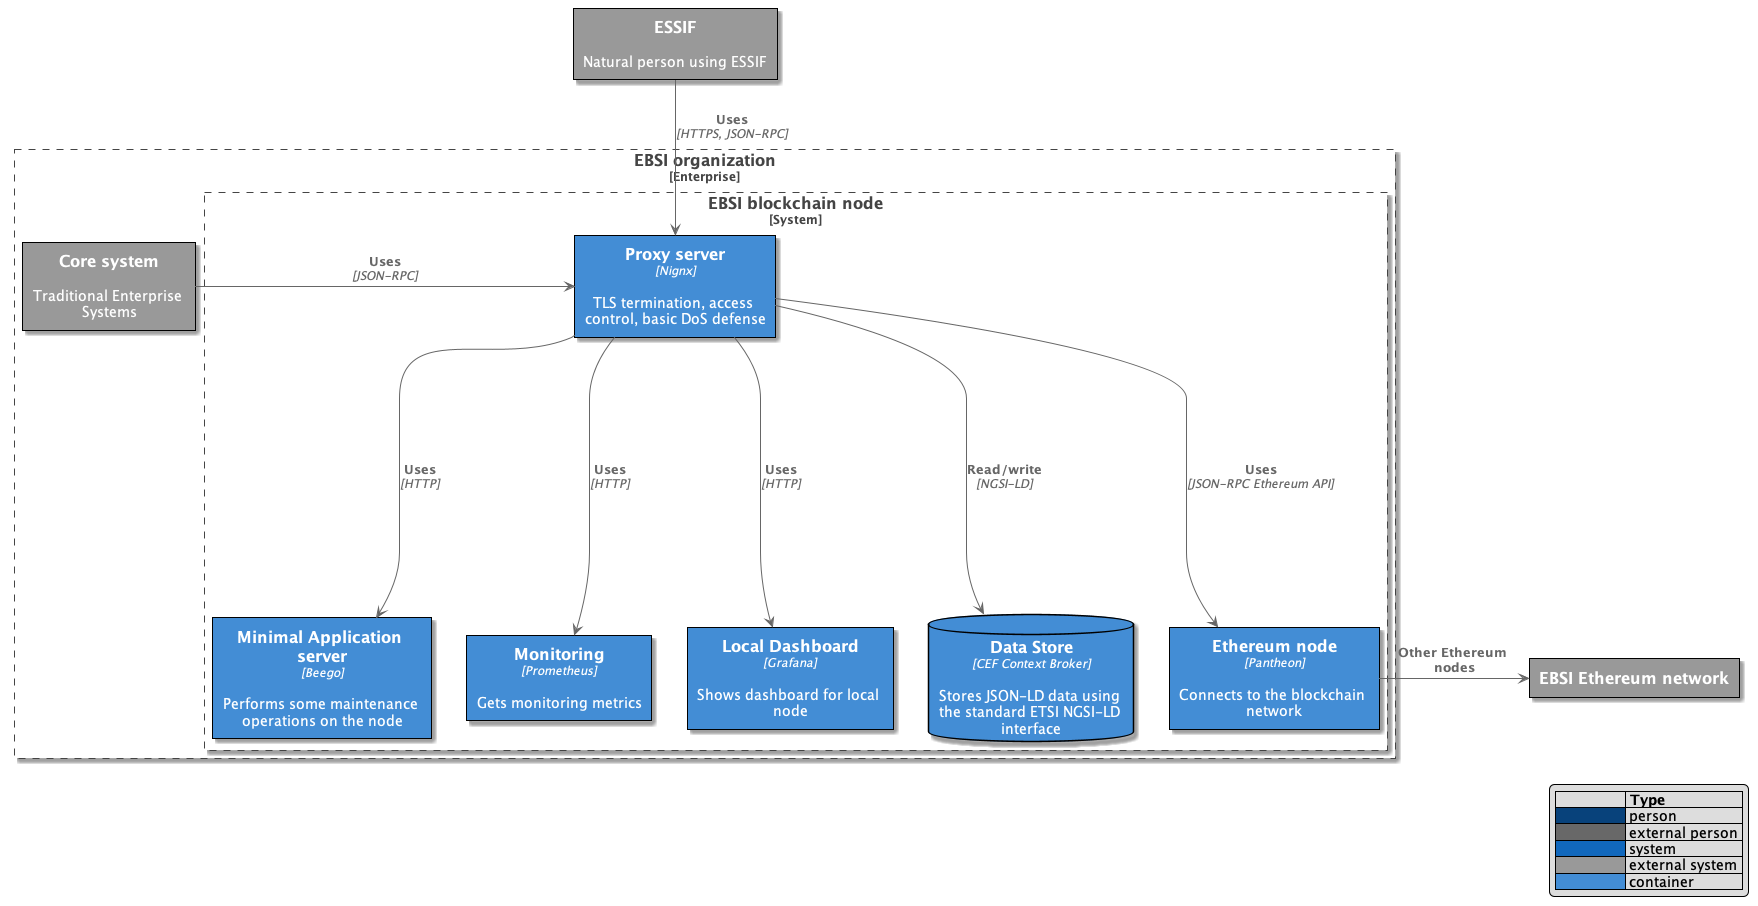 ESSIF
Natural person using ESSIF
Uses
[HTTPS, JSON-RPC]
EBSI organization
[Enterprise]
EBSI blockchain node
[System]
Core system
Traditional Enterprise
Systems
Uses
[JSON-RPC]
Proxy server
[Nignx]
TLS termination, access
control, basic DoS defense
Uses
[HTTP]
Uses
[HTTP]
Uses
[HTTP]
Read/write
[NGSI-LD]
Uses
[JSON-RPC Ethereum API]
Minimal Application
server
[Beego]
Performs some maintenance
operations on the node
Monitoring
[Prometheus]
Gets monitoring metrics
Local Dashboard
[Grafana]
Shows dashboard for local
node
Data Store
[CEF Context Broker]
Stores JSON-LD data using
the standard ETSI NGSI-LD
interface
Ethereum node
[Pantheon]
Connects to the blockchain
network
Other Ethereum
nodes
EBSI Ethereum network
Type
person
external person
system
external system
container